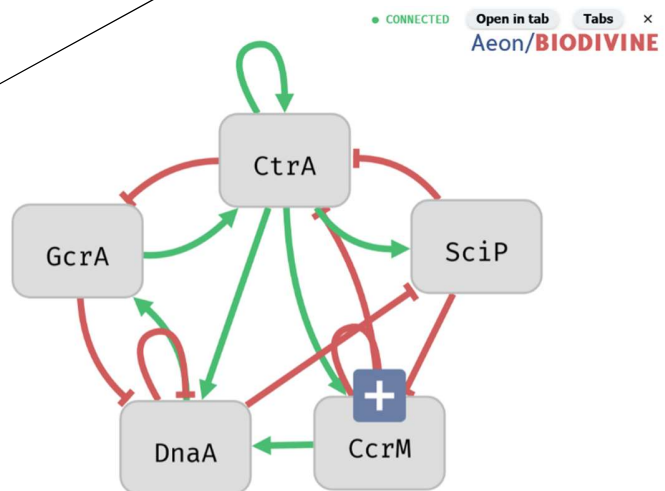 CONNECTED Open in tab Tabs ×
Aeon/BIODIVINE
CtrA
GcrA
SciP
DnaA
CcrM